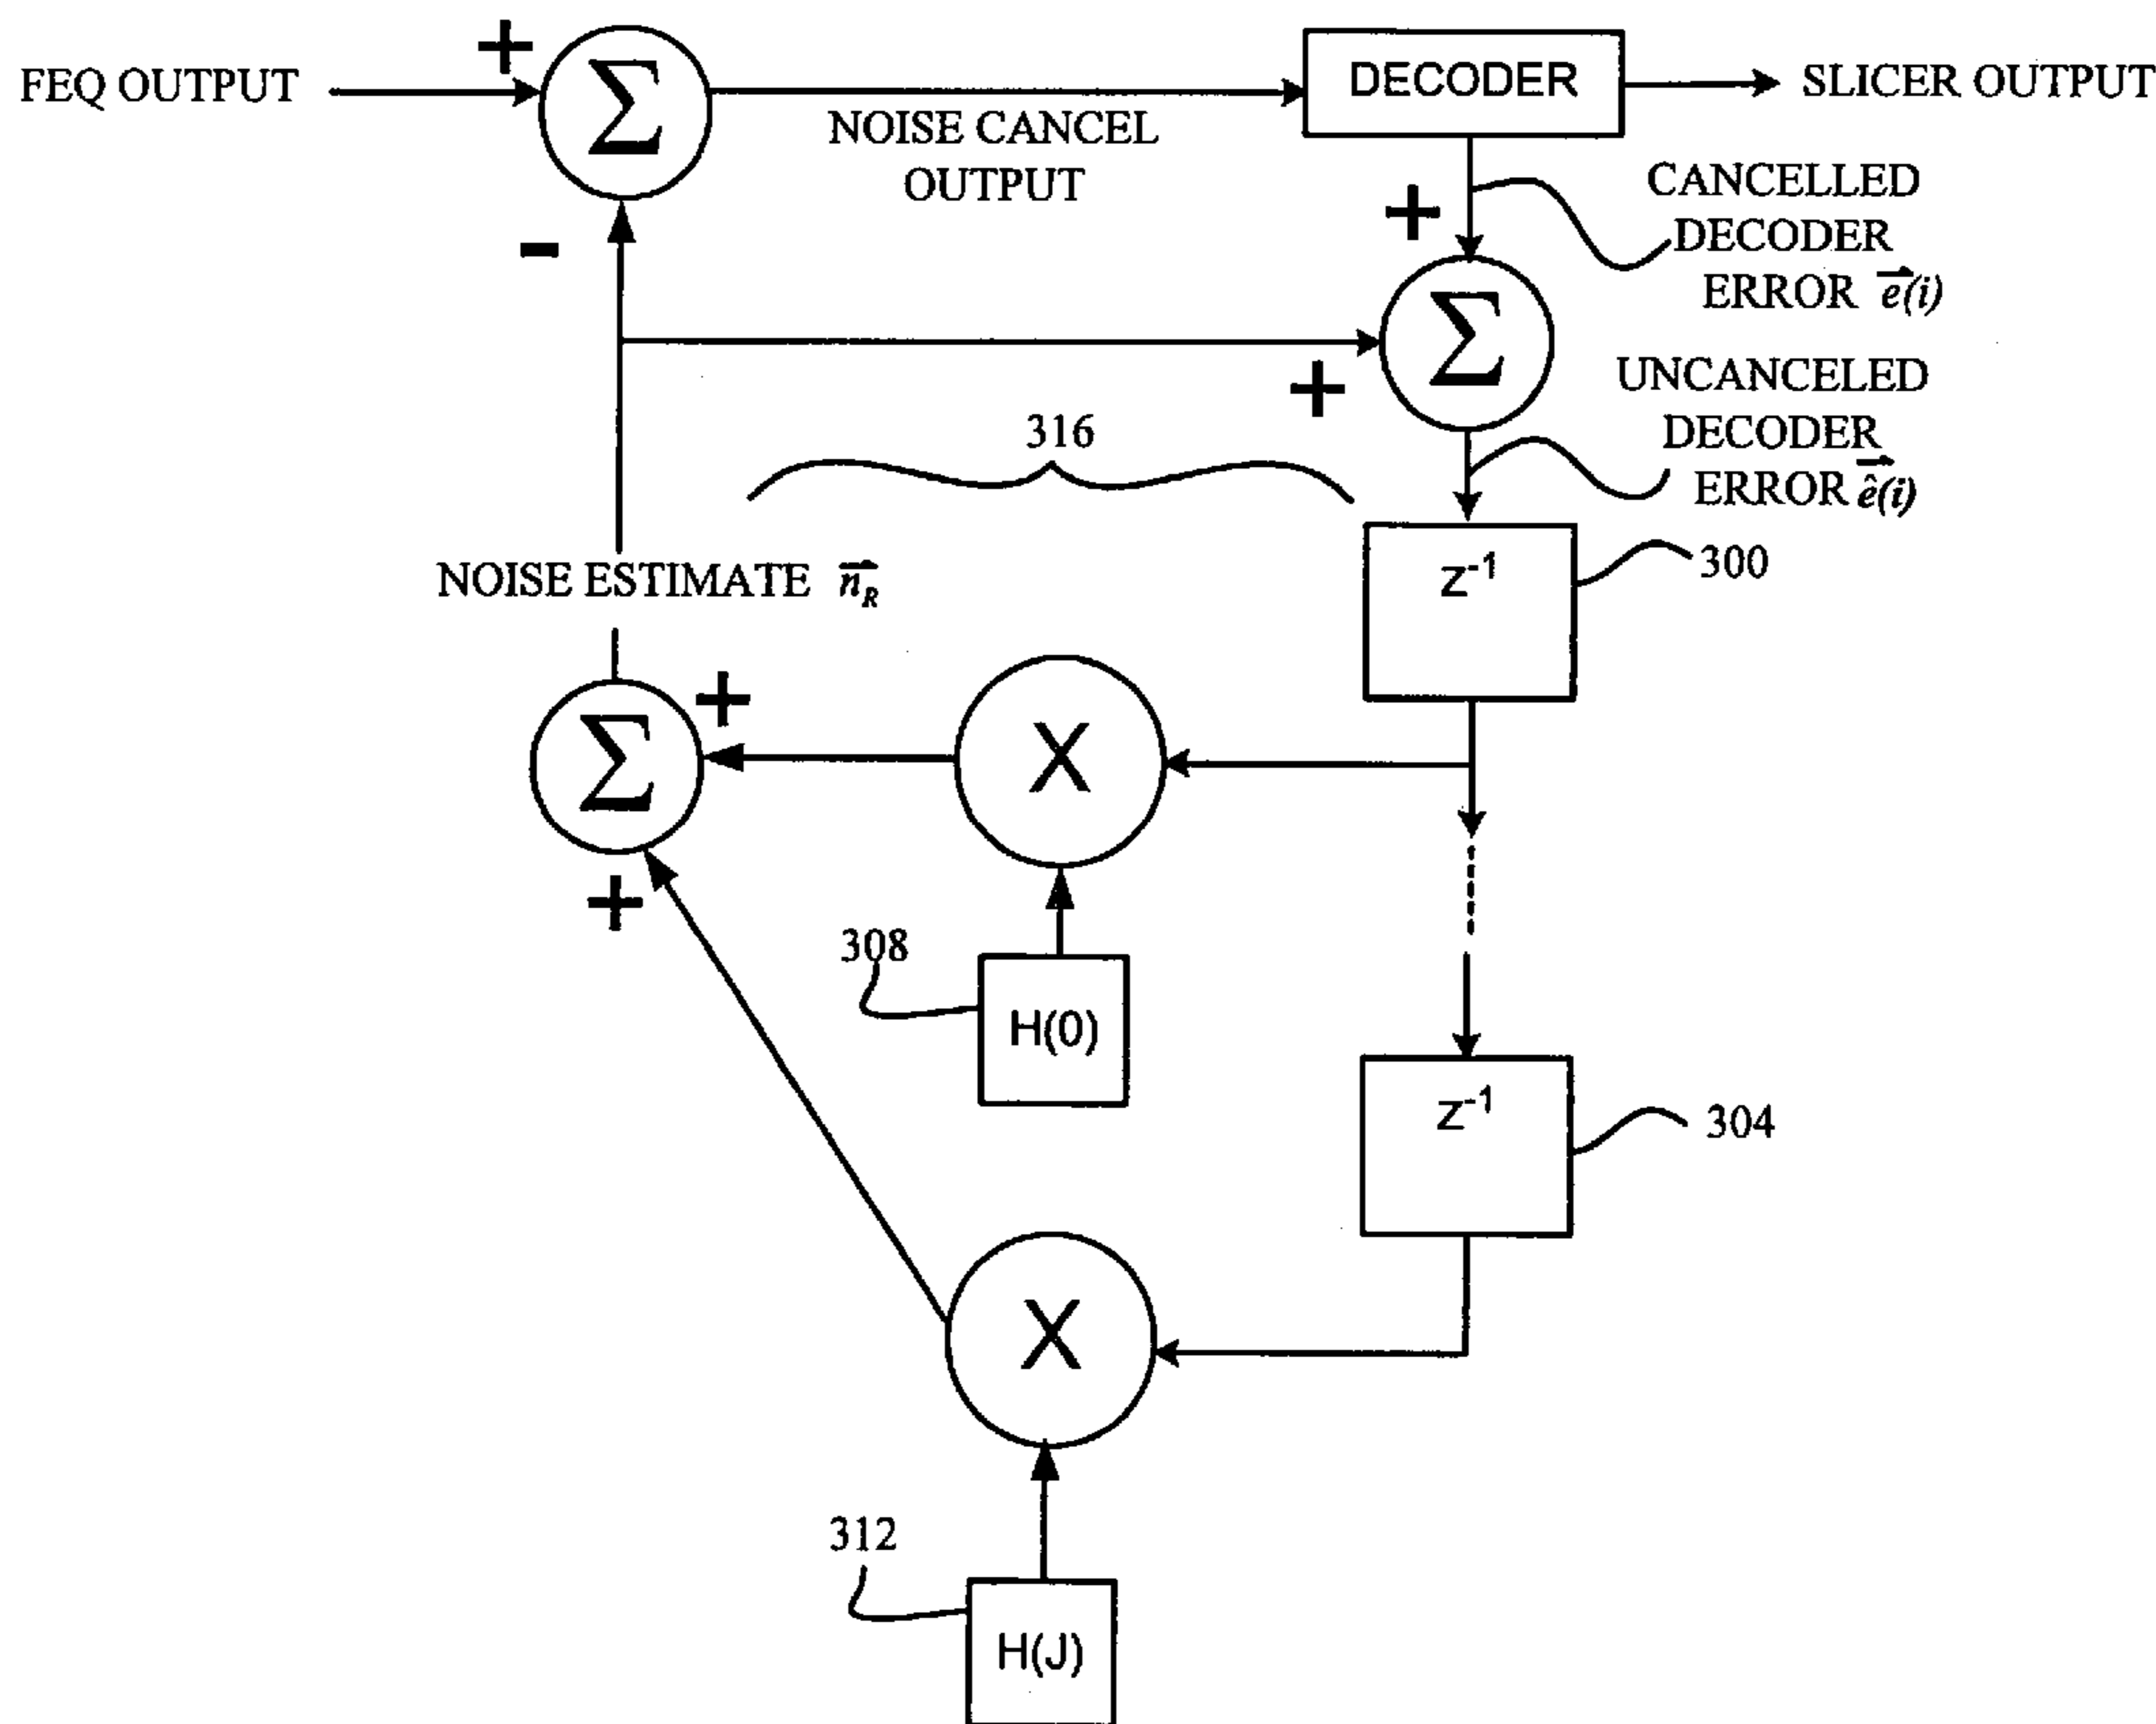 +
FEQ OUTPUT
Σ
DECODER
SLICER OUTPUT
NOISE CANCEL
OUTPUT
-
+
CANCELLED
DECODER
ERROR e(i)
Σ
+
UNCANCELED
DECODER
ERROR ê(i)
316
Z-1
300
NOISE ESTIMATE nR
+
Σ
X
+
308
H(0)
Z-1
304
X
312
H(J)